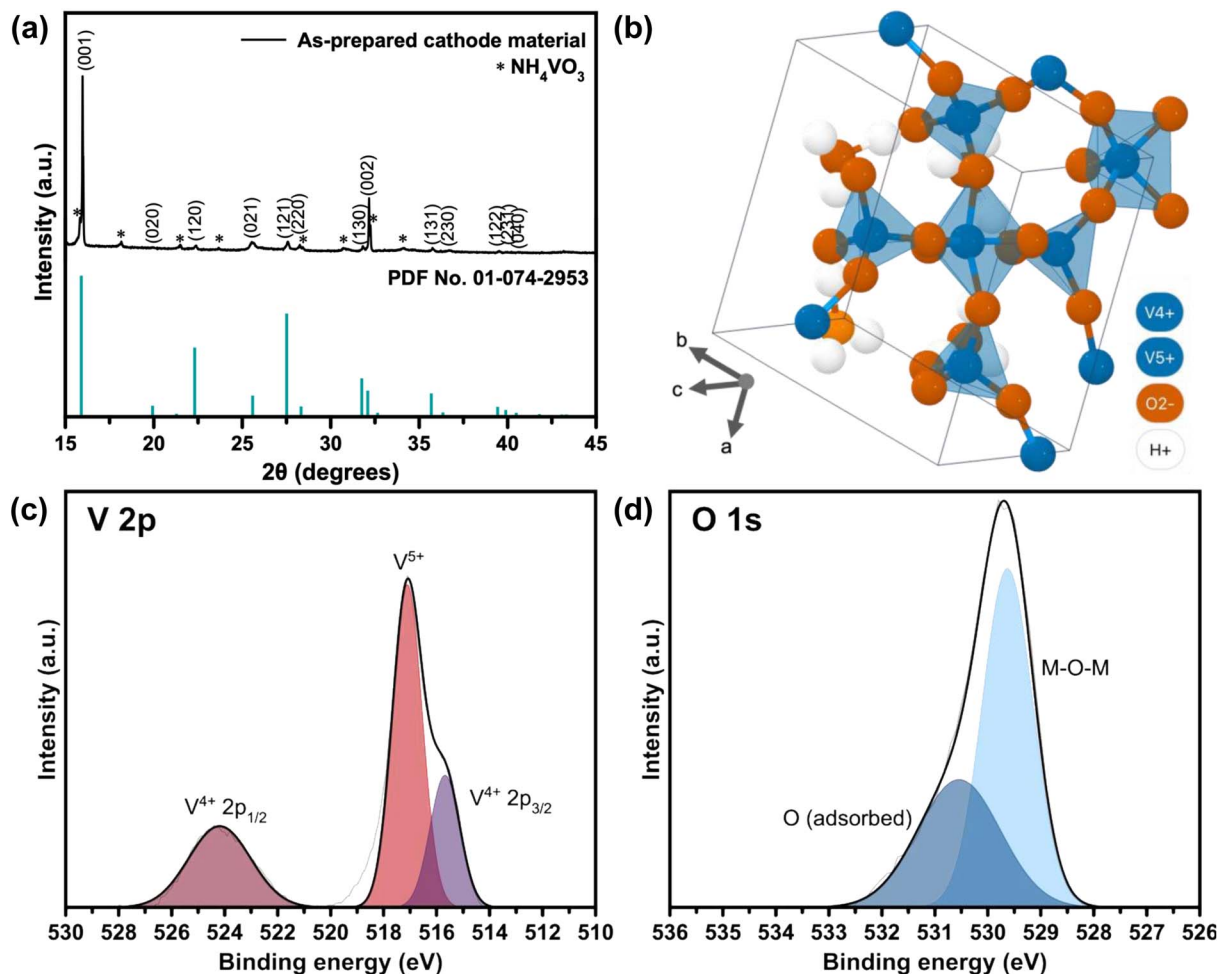 (a)
As-prepared cathode material
* NH₄VO₃
(001)
*
*
(020)
*
(120)
*
(021)
(121)
(220)
*
*
(130)
(002)
*
*
(131)
(230)
(122)
(231)
(040)
PDF No. 01-074-2953
Intensity (a.u.)
15 20 25 30 35 40 45
2θ (degrees)
(b)
b
c
a
V4+
V5+
O2-
H+
(c)
V 2p
V⁵⁺
V⁴⁺ 2p₁/₂
V⁴⁺ 2p₃/₂
Intensity (a.u.)
530 528 526 524 522 520 518 517 516 514 512 510
Binding energy (eV)
(d)
O 1s
M-O-M
O (adsorbed)
Intensity (a.u.)
536 535 534 533 532 531 530 529 528 527 526
Binding energy (eV)